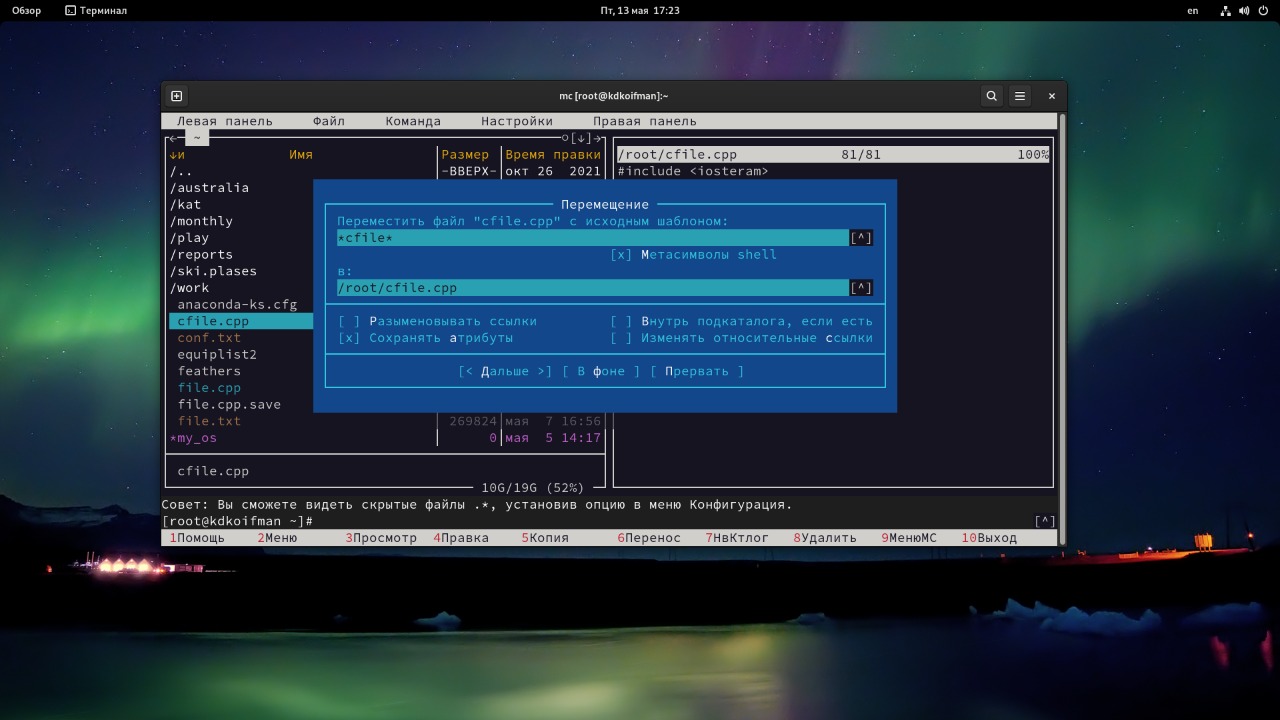 Обзор Терминал Пт, 13 мая 17:23 en
mc [root@kdkoifman]:~
Левая панель Файл Команда Настройки Правая панель
←─ ~ [↓]→
↓и Имя Размер Время правки /root/cfile.cpp 81/81 100%
/.. -ВВЕРХ- окт 26 2021 #include <iosteram>
/australia
/kat
/monthly
/play
/reports
/ski.plases
/work
anaconda-ks.cfg
cfile.cpp
conf.txt
equiplist2
feathers
file.cpp
file.cpp.save
file.txt 269824 мая 7 16:56
*my_os 0 мая 5 14:17
cfile.cpp
10G/19G (52%)
Перемещение
Переместить файл "cfile.cpp" с исходным шаблоном:
*cfile* [^]
[x] Метасимволы shell
в:
/root/cfile.cpp [^]
[ ] Разыменовывать ссылки [ ] Внутрь подкаталога, если есть
[x] Сохранять атрибуты [ ] Изменять относительные ссылки
[< Дальше >] [ В фоне ] [ Прервать ]
Совет: Вы сможете видеть скрытые файлы .*, установив опцию в меню Конфигурация.
[root@kdkoifman ~]# [^]
1Помощь 2Меню 3Просмотр 4Правка 5Копия 6Перенос 7НвКтлог 8Удалить 9МенюМС 10Выход